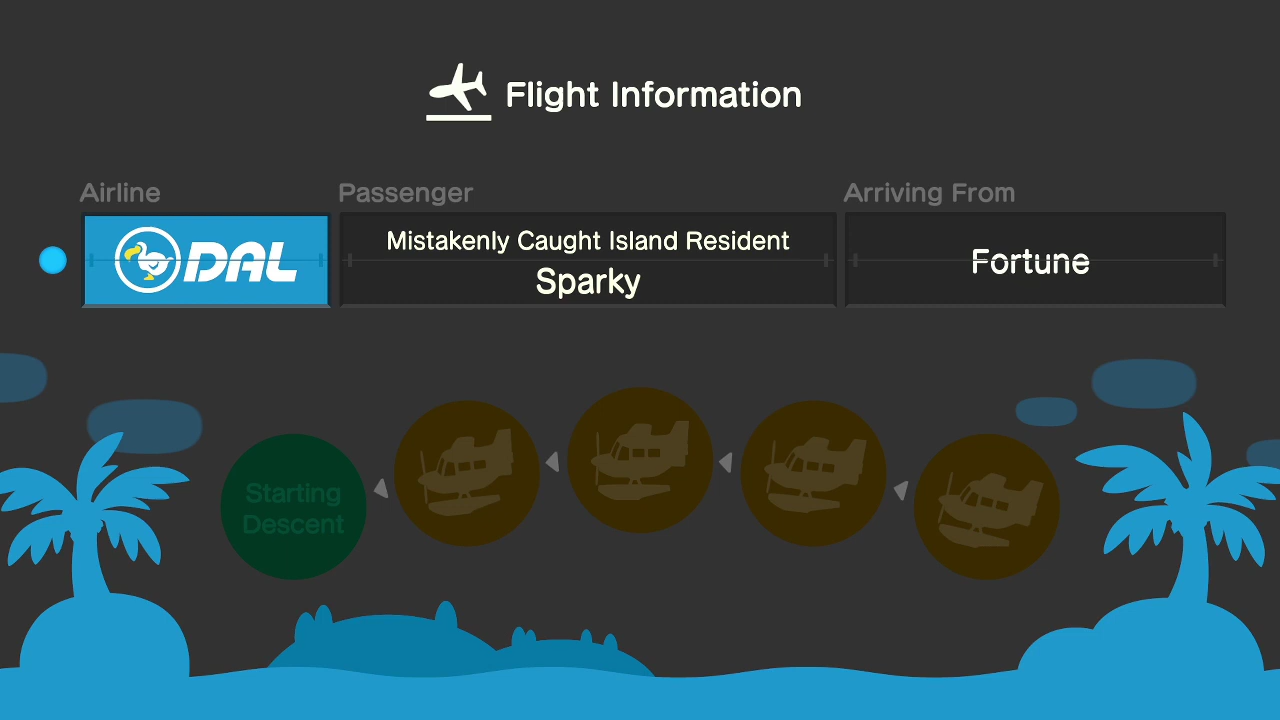 Flight Information
Airline
Passenger
Arriving From
DAL
Mistakenly Caught Island Resident
Sparky
Fortune
Starting
Descent